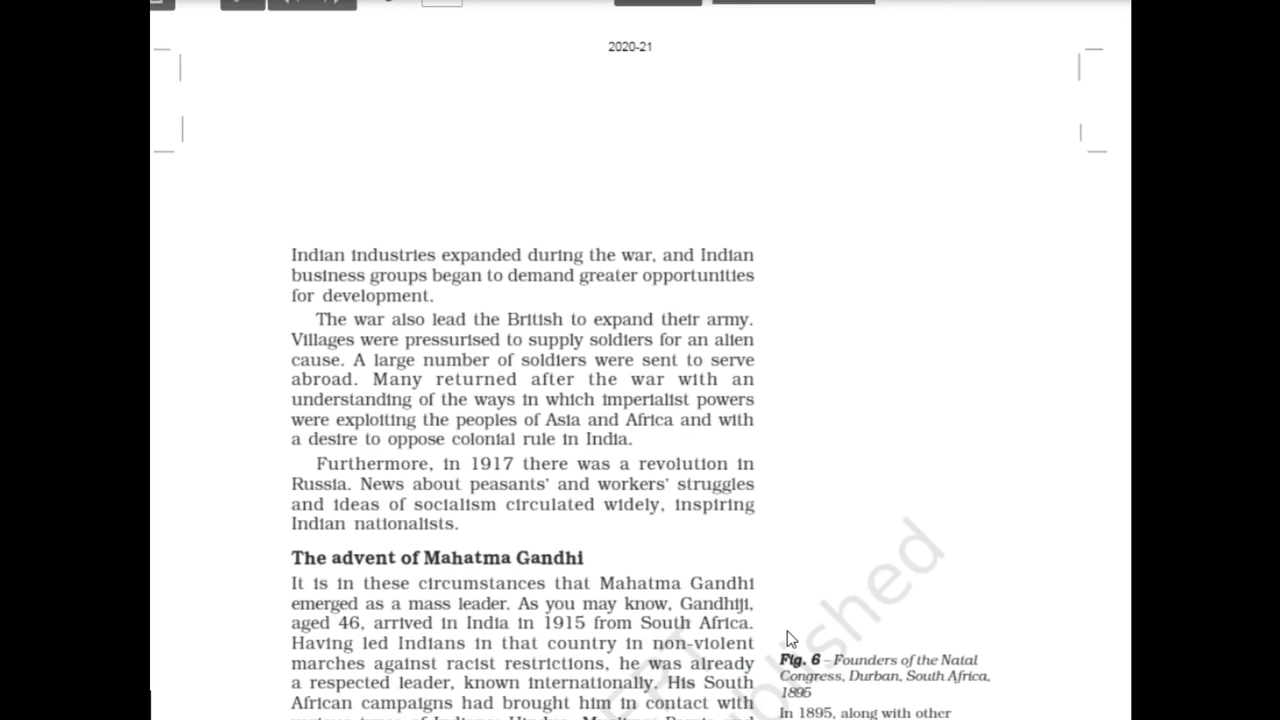 2020-21
Indian industries expanded during the war, and Indian
business groups began to demand greater opportunities
for development.
The war also lead the British to expand their army.
Villages were pressurised to supply soldiers for an alien
cause. A large number of soldiers were sent to serve
abroad. Many returned after the war with an
understanding of the ways in which imperialist powers
were exploiting the peoples of Asia and Africa and with
a desire to oppose colonial rule in India.
Furthermore, in 1917 there was a revolution in
Russia. News about peasants' and workers' struggles
and ideas of socialism circulated widely, inspiring
Indian nationalists.
The advent of Mahatma Gandhi
It is in these circumstances that Mahatma Gandhi
emerged as a mass leader. As you may know, Gandhiji,
aged 46, arrived in India in 1915 from South Africa.
Having led Indians in that country in non-violent
marches against racist restrictions, he was already
a respected leader, known internationally. His South
African campaigns had brought him in contact with
Fig. 6 – Founders of the Natal
Congress, Durban, South Africa,
1895
In 1895, along with other